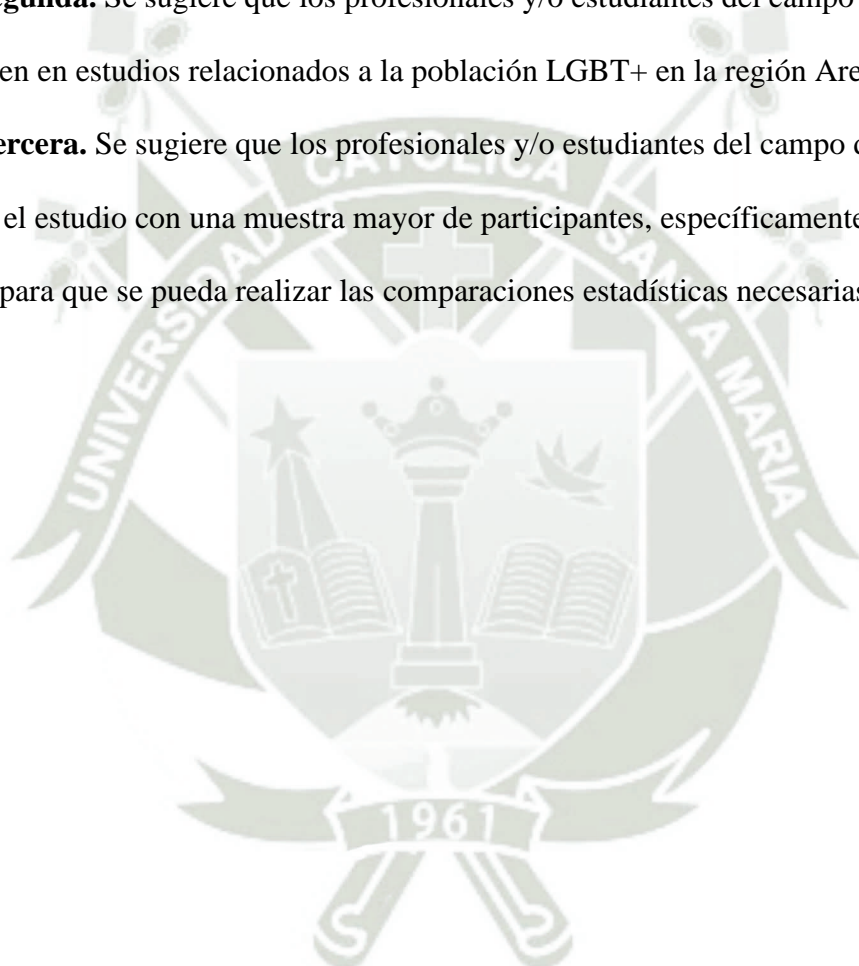 egunda. Se sugiere que los profesionales y/o estudiantes del campo
en en estudios relacionados a la población LGBT+ en la región Are
ercera. Se sugiere que los profesionales y/o estudiantes del campo
el estudio con una muestra mayor de participantes, específicamente
para que se pueda realizar las comparaciones estadísticas necesarias
UNIVERSIDAD CATOLICA SANTA MARIA
1961